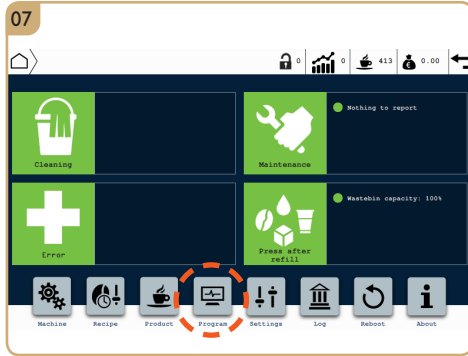 07
0
0
413
€
0.00
Cleaning
Maintenance
Nothing to report
Error
Press after
refill
Wastebin capacity: 100%
Machine
Recipe
Product
Program
Settings
Log
Reboot
About